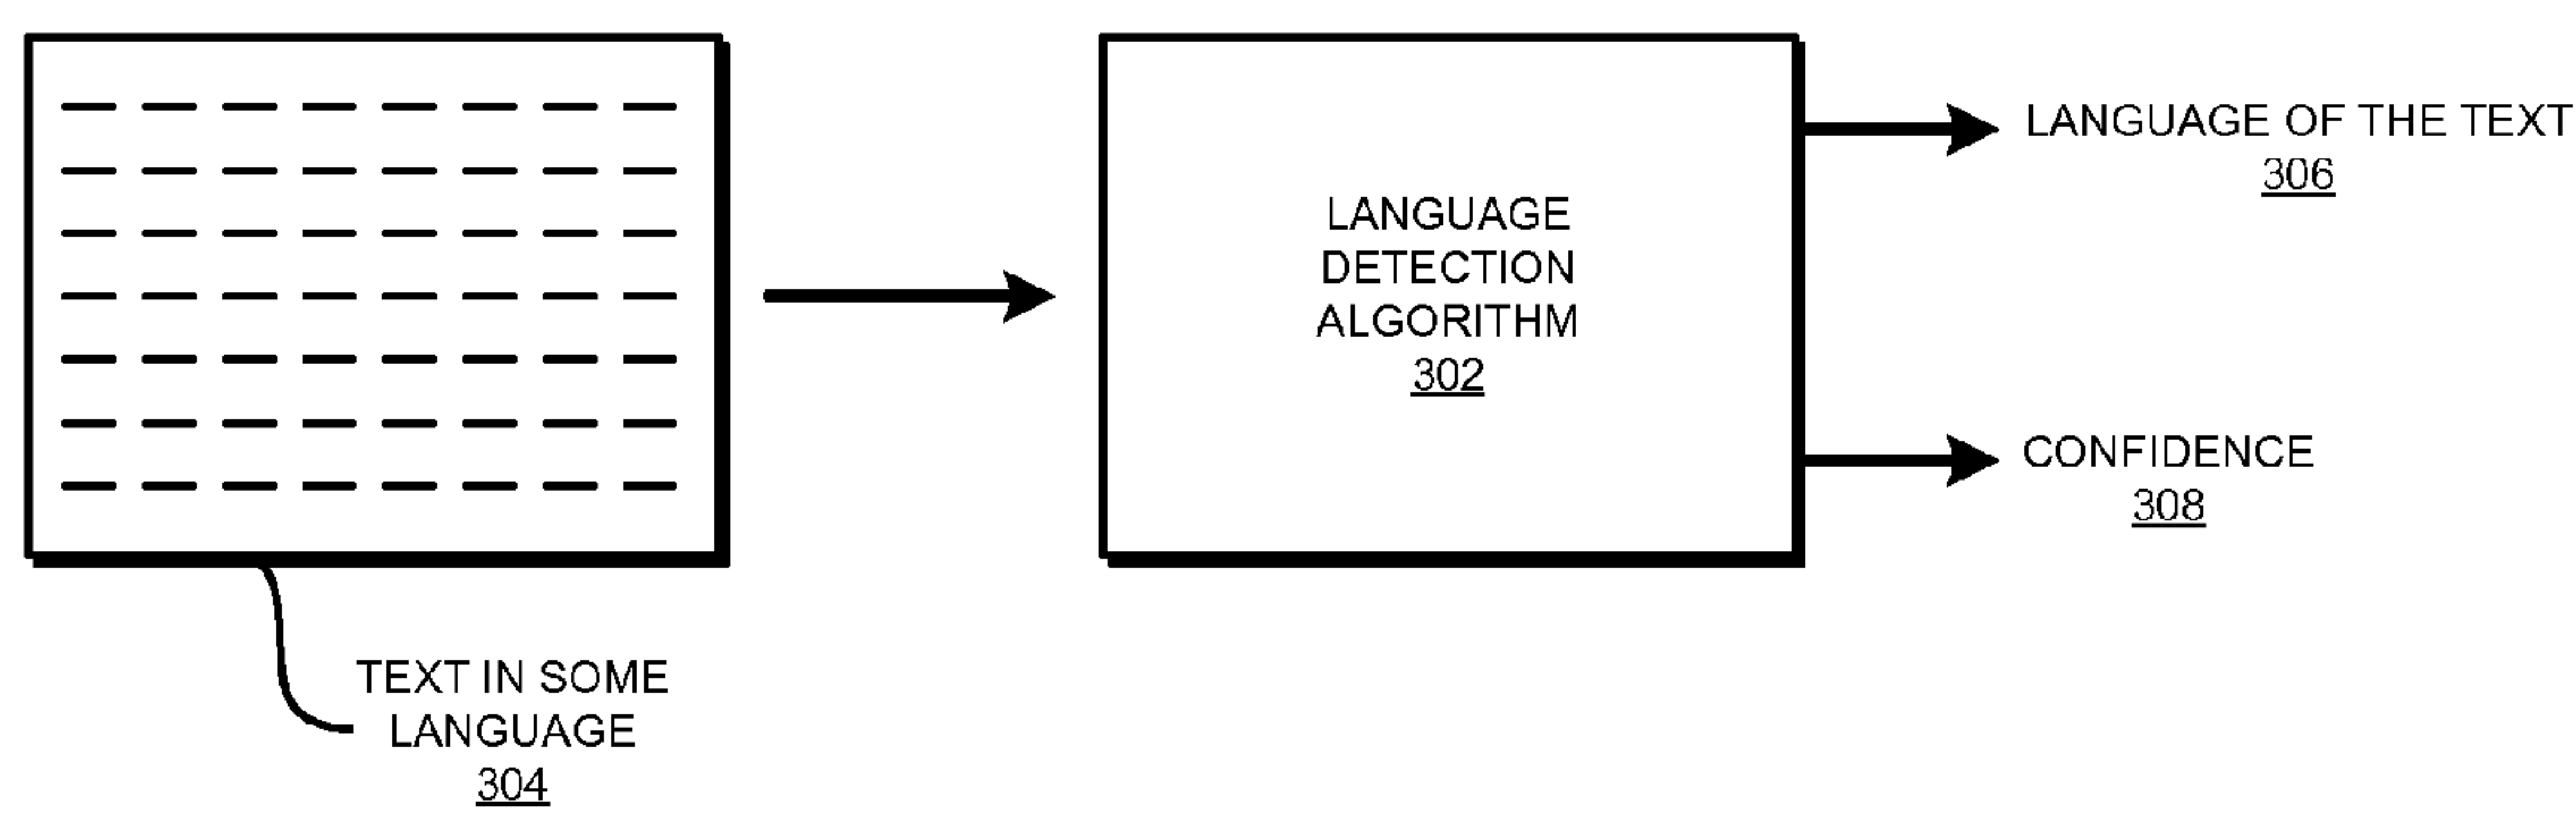 LANGUAGE OF THE TEXT
306
LANGUAGE
DETECTION
ALGORITHM
302
CONFIDENCE
308
TEXT IN SOME
LANGUAGE
304